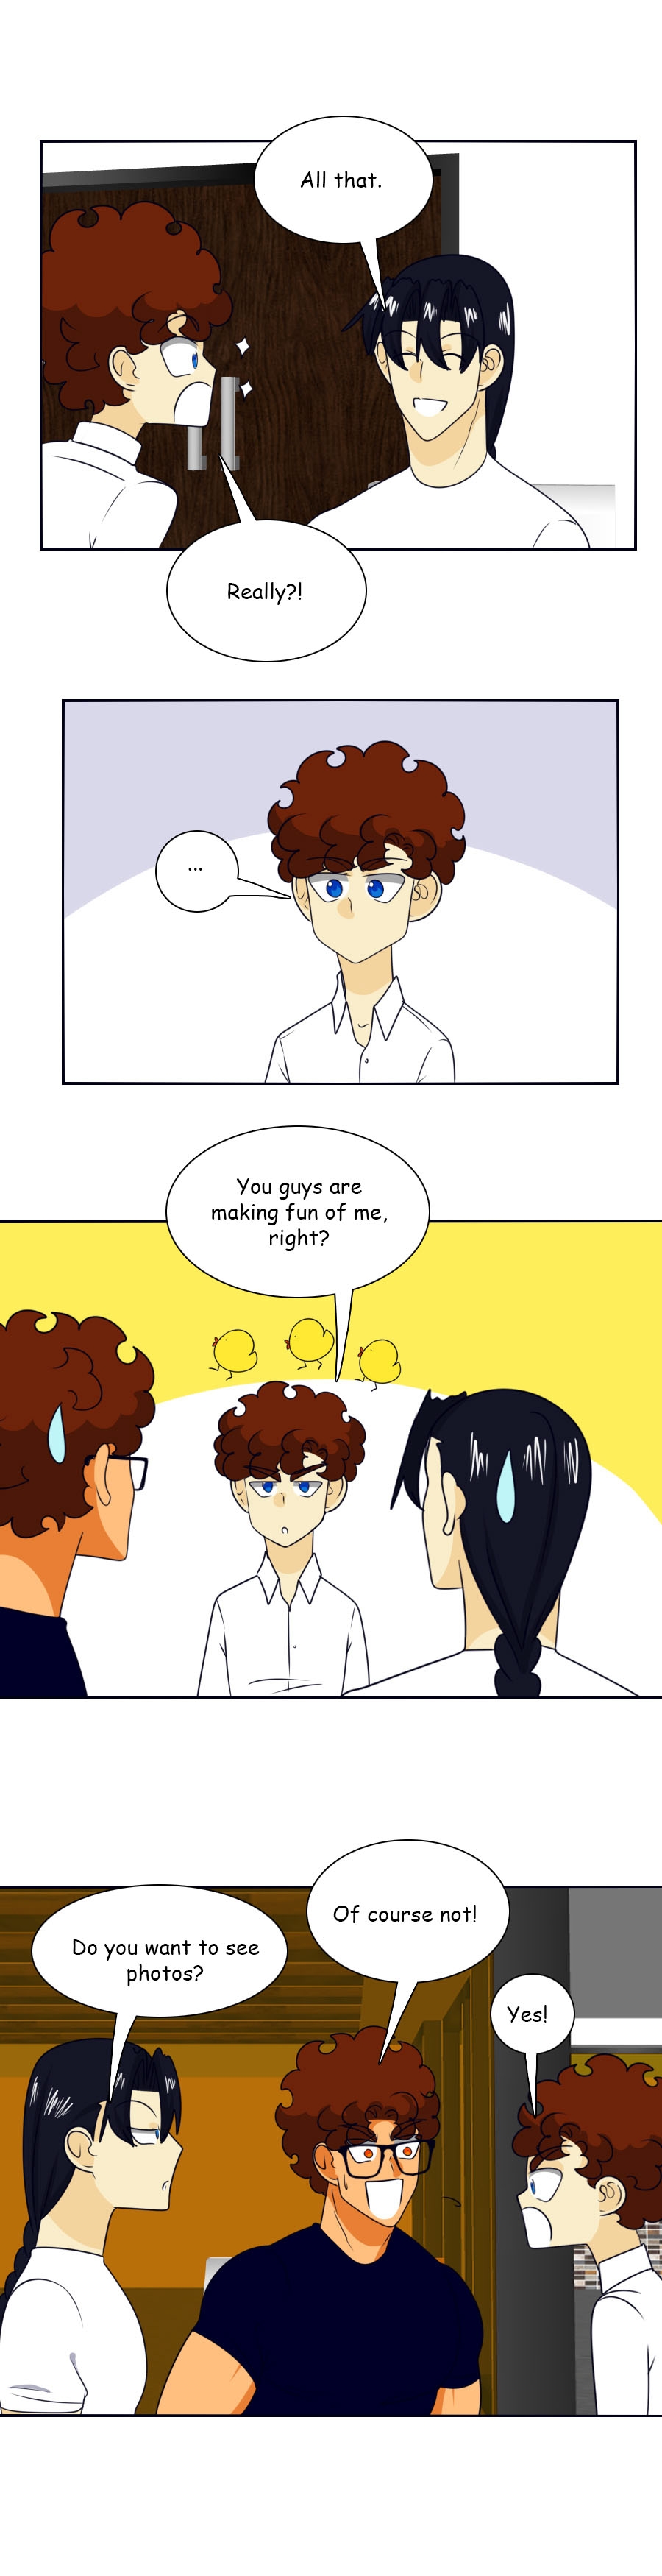 All that.
Really?!
...
You guys are
making fun of me,
right?
Do you want to see
photos?
Of course not!
Yes!